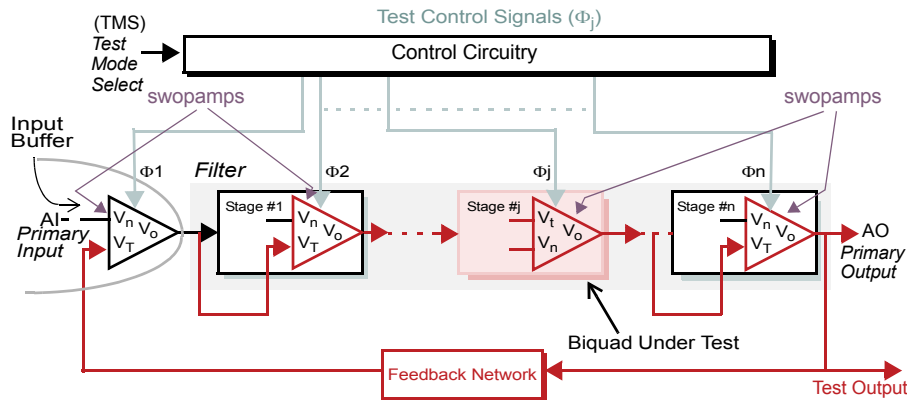 Test Control Signals (Φj)
(TMS)
Test
Mode
Select
Control Circuitry
swopamps
swopamps
Input
Buffer
Filter
Φ1
Φ2
Φj
Φn
Stage #1
Stage #j
Stage #n
AI
Primary
Input
Vn
Vo
VT
Vn
Vo
VT
Vt
Vo
Vn
Vn
Vo
VT
AO
Primary
Output
Biquad Under Test
Feedback Network
Test Output